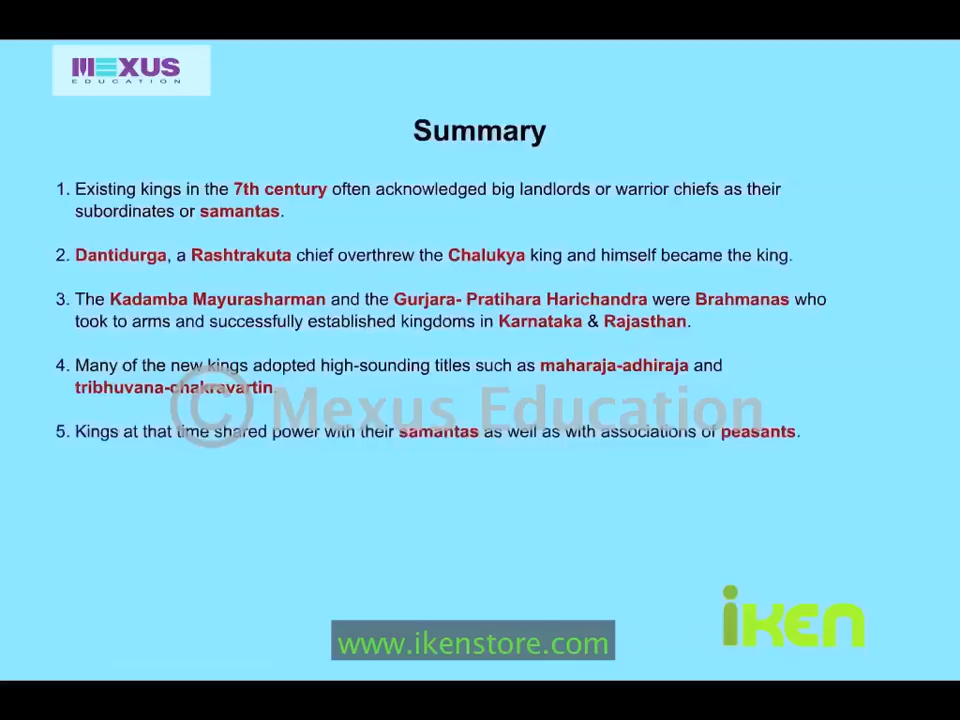 MEXUS
EDUCATION
Summary
1. Existing kings in the 7th century often acknowledged big landlords or warrior chiefs as their
subordinates or samantas.
2. Dantidurga, a Rashtrakuta chief overthrew the Chalukya king and himself became the king.
3. The Kadamba Mayurasharman and the Gurjara- Pratihara Harichandra were Brahmanas who
took to arms and successfully established kingdoms in Karnataka & Rajasthan.
4. Many of the new kings adopted high-sounding titles such as maharaja-adhiraja and
tribhuvana-chakravartin.
© Mexus Education
5. Kings at that time shared power with their samantas as well as with associations of peasants.
iKEN
www.ikenstore.com